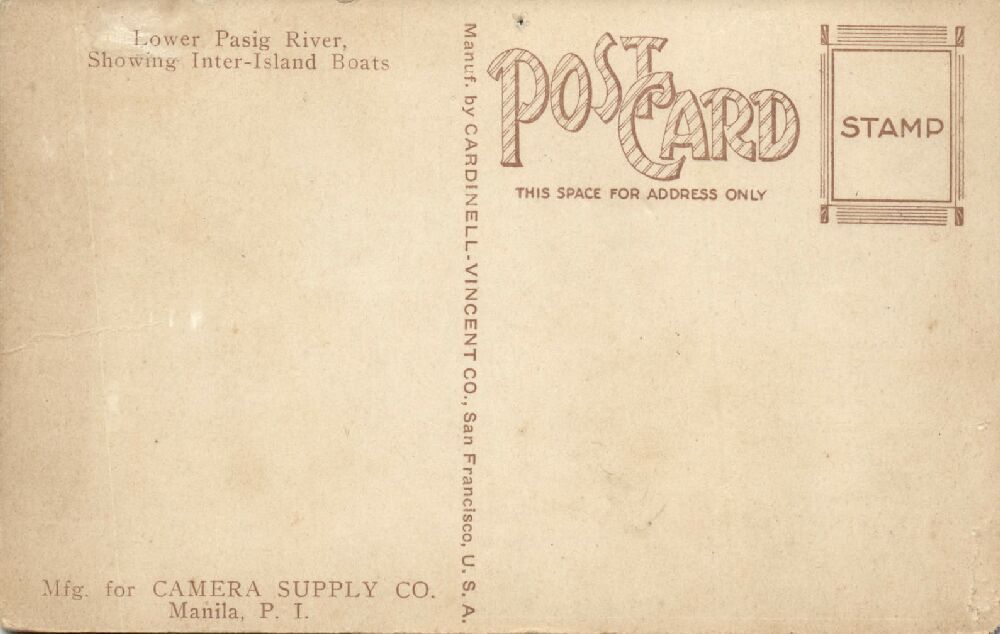 Lower Pasig River,
Showing Inter-Island Boats
Manuf. by CARDINELL-VINCENT CO., San Francisco, U. S. A.
POST CARD
THIS SPACE FOR ADDRESS ONLY
STAMP
Mfg. for CAMERA SUPPLY CO.
Manila, P. I.